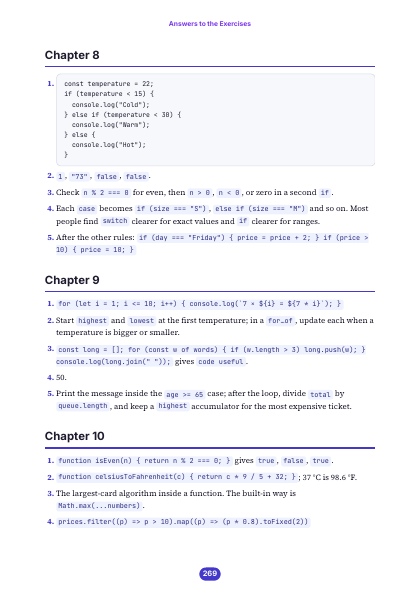 Answers to the Exercises
Chapter 8
1. const temperature = 22;
if (temperature < 15) {
console.log("Cold");
} else if (temperature < 30) {
console.log("Warm");
} else {
console.log("Hot");
}
2. 1, "73", false, false.
3. Check n % 2 === 0 for even, then n > 0, n < 0, or zero in a second if.
4. Each case becomes if (size === "S"), else if (size === "M") and so on. Most
people find switch clearer for exact values and if clearer for ranges.
5. After the other rules: if (day === "Friday") { price = price + 2; } if (price >
10) { price = 10; }
Chapter 9
1. for (let i = 1; i <= 10; i++) { console.log(`7 × ${i} = ${7 * i}`); }
2. Start highest and lowest at the first temperature; in a for…of, update each when a
temperature is bigger or smaller.
3. const long = []; for (const w of words) { if (w.length > 3) long.push(w); }
console.log(long.join(" ")); gives code useful.
4. 50.
5. Print the message inside the age >= 65 case; after the loop, divide total by
queue.length, and keep a highest accumulator for the most expensive ticket.
Chapter 10
1. function isEven(n) { return n % 2 === 0; } gives true, false, true.
2. function celsiusToFahrenheit(c) { return c * 9 / 5 + 32; }; 37 °C is 98.6 °F.
3. The largest-card algorithm inside a function. The built-in way is
Math.max(...numbers).
4. prices.filter((p) => p > 10).map((p) => (p * 0.8).toFixed(2))
269